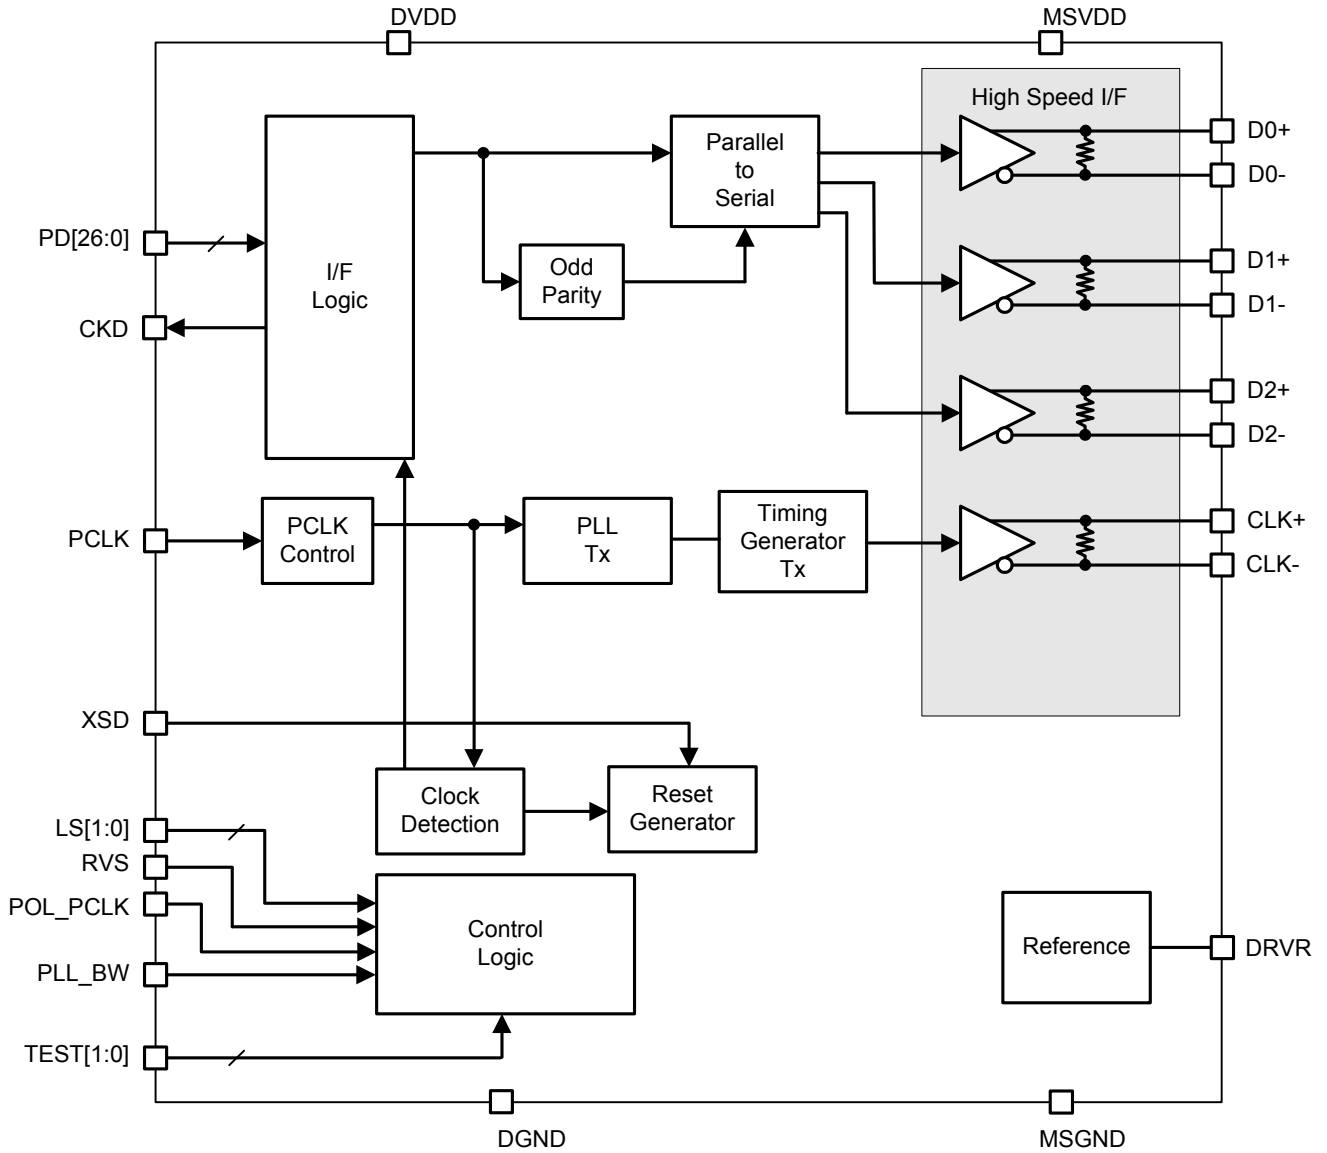 DVDD
MSVDD
High Speed I/F
D0+
D0-
Parallel
to
Serial
PD[26:0]
I/F
Logic
Odd
Parity
D1+
D1-
CKD
D2+
D2-
PCLK
PCLK
Control
PLL
Tx
Timing
Generator
Tx
CLK+
CLK-
XSD
Clock
Detection
Reset
Generator
LS[1:0]
RVS
POL_PCLK
PLL_BW
Control
Logic
Reference
DRVR
TEST[1:0]
DGND
MSGND